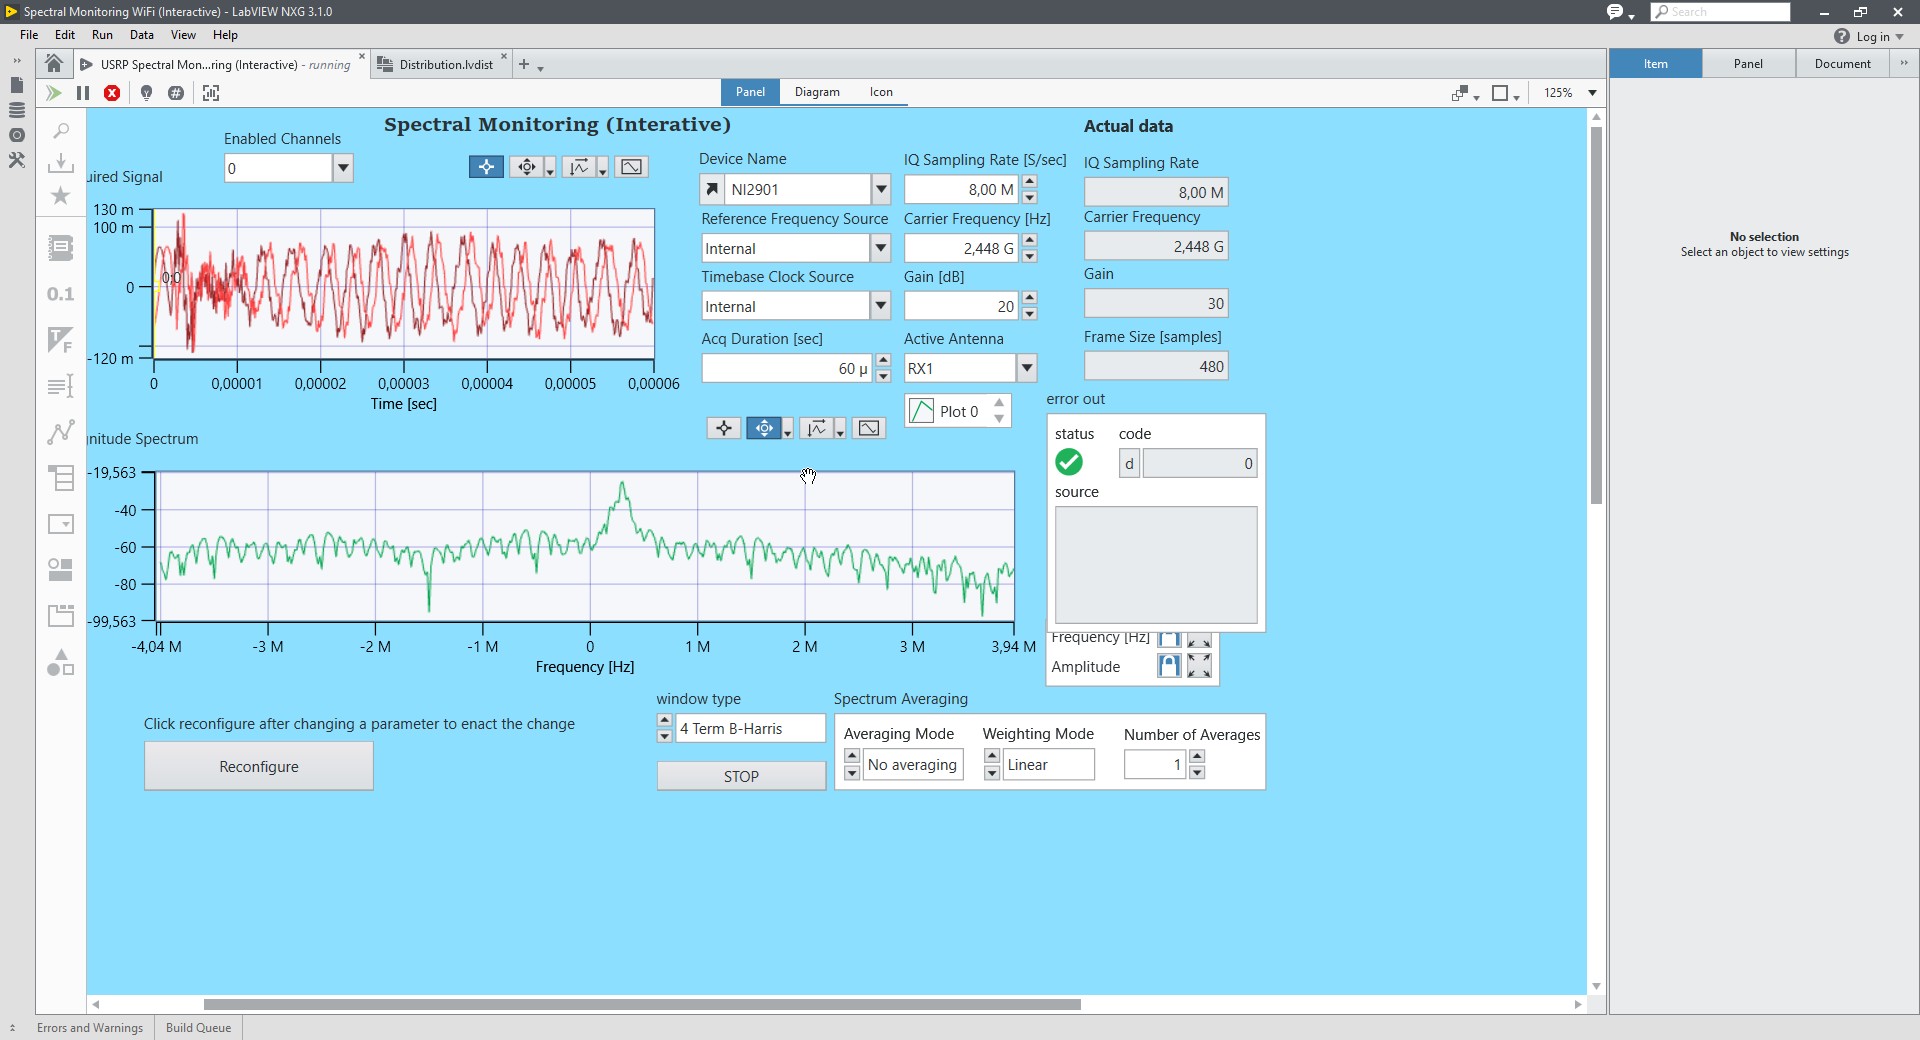 Spectral Monitoring WiFi (Interactive) - LabVIEW NXG 3.1.0
Search
File Edit Run Data View Help
Log in
USRP Spectral Mon...ring (Interactive) - running
Distribution.lvdist
Item Panel Document
Panel Diagram Icon
125%
Spectral Monitoring (Interative)
Actual data
Enabled Channels
0
uired Signal
130 m
100 m
0
-120 m
0;0
0 0,00001 0,00002 0,00003 0,00004 0,00005 0,00006
Time [sec]
Device Name
NI2901
Reference Frequency Source
Internal
Timebase Clock Source
Internal
Acq Duration [sec]
60 µ
IQ Sampling Rate [S/sec]
8,00 M
Carrier Frequency [Hz]
2,448 G
Gain [dB]
20
Active Antenna
RX1
Plot 0
IQ Sampling Rate
8,00 M
Carrier Frequency
2,448 G
Gain
30
Frame Size [samples]
480
error out
status code
d 0
source
Frequency [Hz]
Amplitude
nitude Spectrum
-19,563
-40
-60
-80
-99,563
-4,04 M -3 M -2 M -1 M 0 1 M 2 M 3 M 3,94 M
Frequency [Hz]
Click reconfigure after changing a parameter to enact the change
Reconfigure
window type
4 Term B-Harris
STOP
Spectrum Averaging
Averaging Mode Weighting Mode Number of Averages
No averaging Linear 1
No selection
Select an object to view settings
0.1
T
F
Errors and Warnings Build Queue